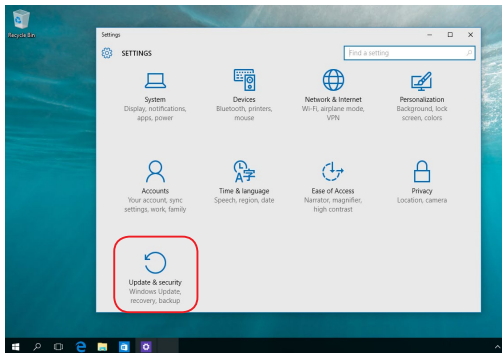 Recycle Bin
Settings
SETTINGS
Find a setting
System
Display, notifications,
apps, power
Devices
Bluetooth, printers,
mouse
Network & Internet
Wi-Fi, airplane mode,
VPN
Personalization
Background, lock
screen, colors
Accounts
Your account, sync
settings, work, family
Time & language
Speech, region, date
Ease of Access
Narrator, magnifier,
high contrast
Privacy
Location, camera
Update & security
Windows Update,
recovery, backup